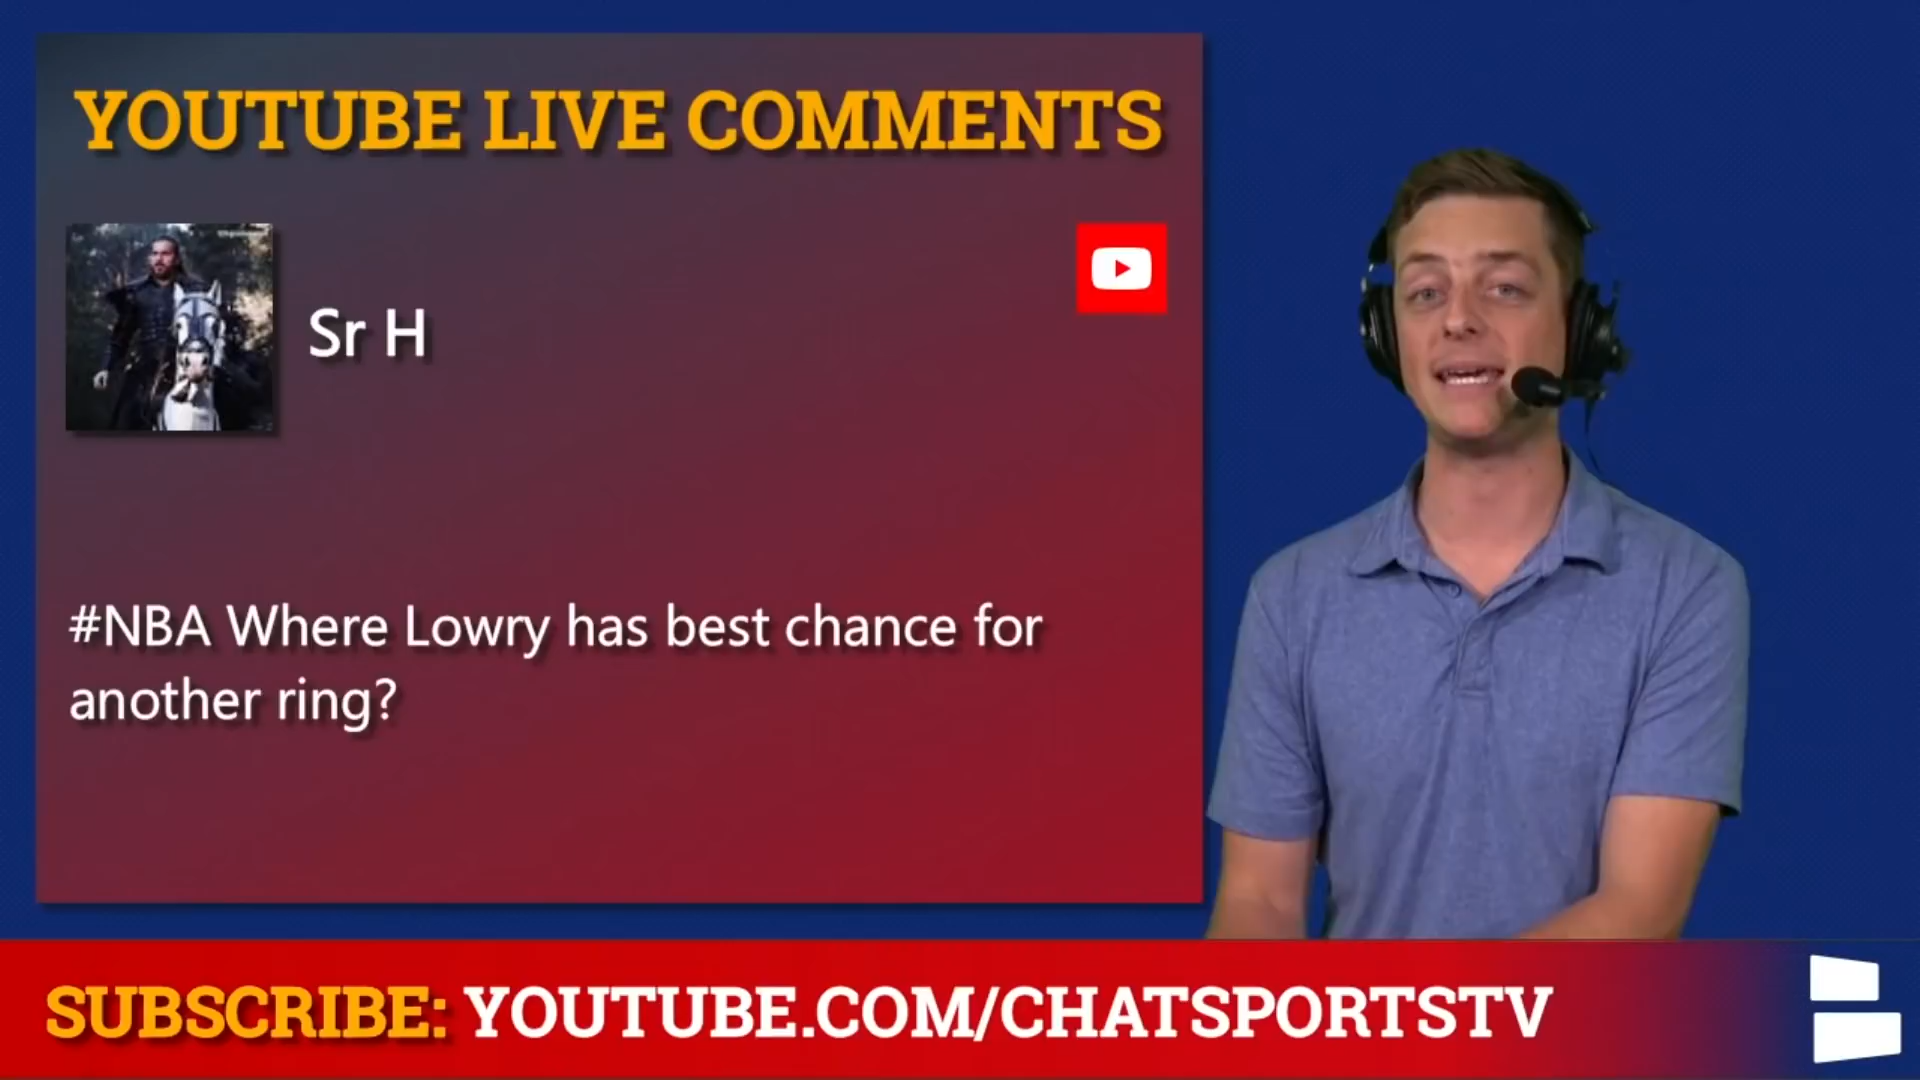 YOUTUBE LIVE COMMENTS
Sr H
#NBA Where Lowry has best chance for
another ring?
SUBSCRIBE: YOUTUBE.COM/CHATSPORTSTV